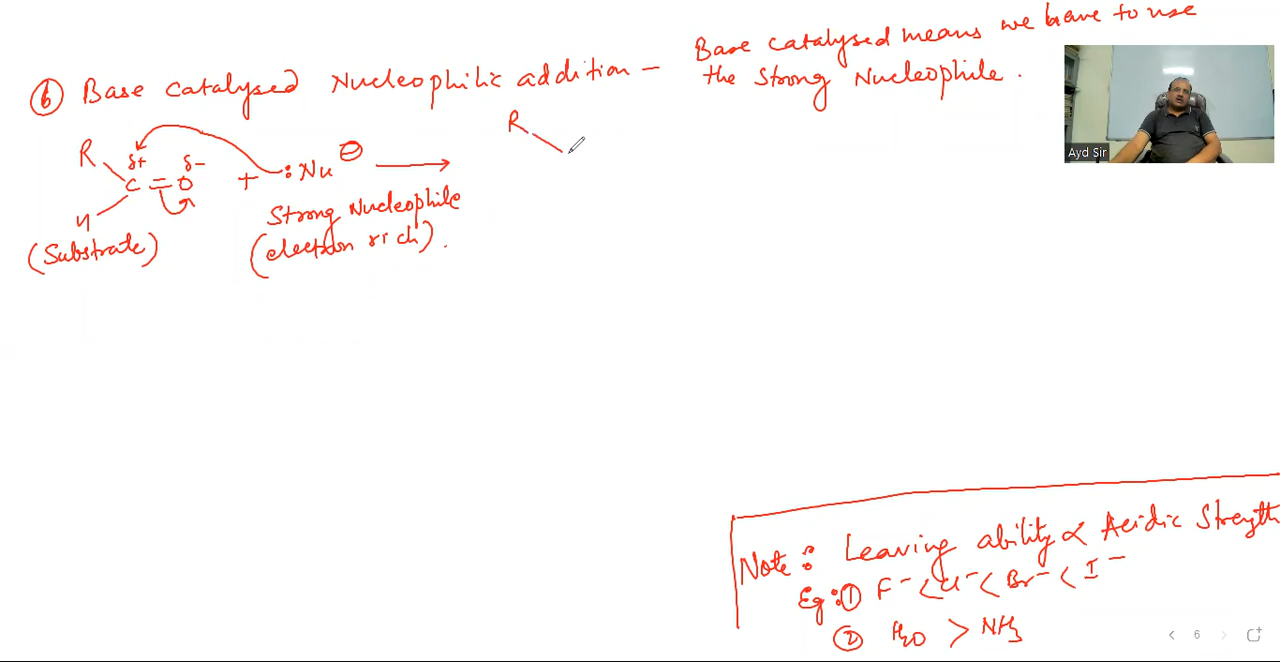 Base catalysed means we have to use
the strong Nucleophile.
(b) Base catalysed Nucleophilic addition –
R
R
δ+ δ–
C = O + :Nu ⊖ →
H
Strong Nucleophile
(Substrate) (electron rich).
Ayd Sir
Note: Leaving ability ∝ Acidic Strength
Eg: ① F⁻ < Cl⁻ < Br⁻ < I⁻
② H₂O > NH₃
6